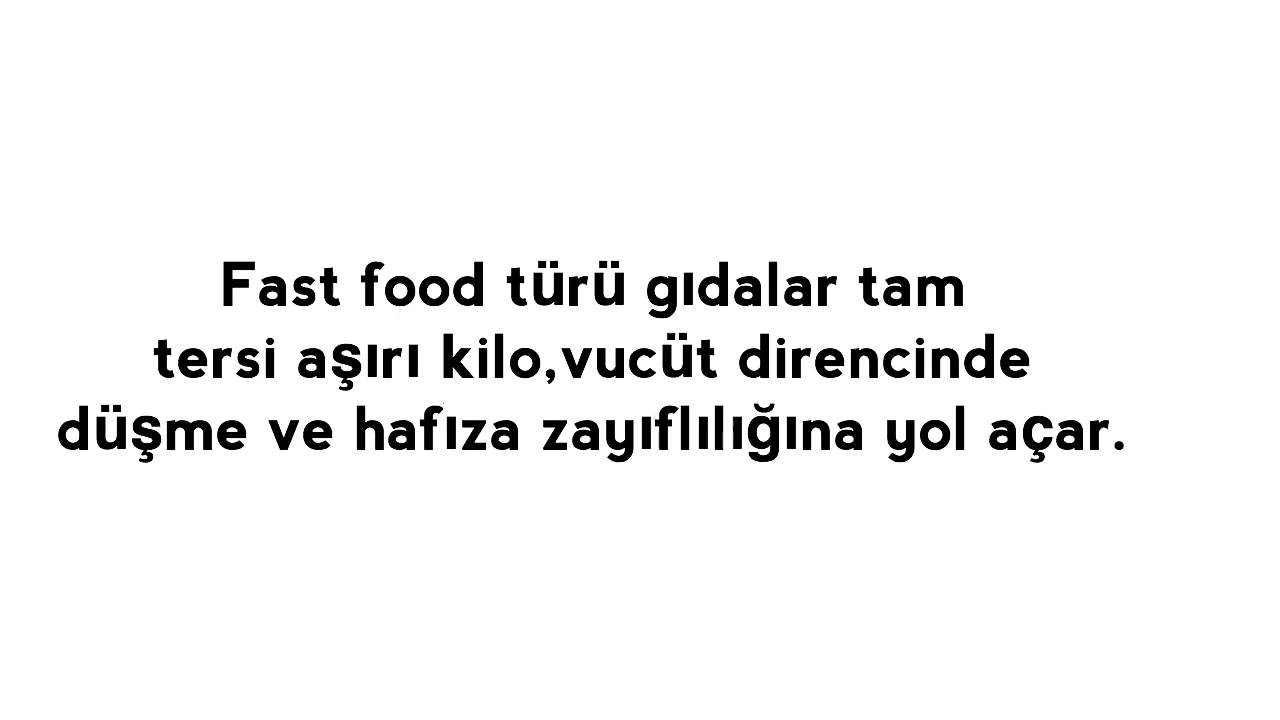 Fast food türü gıdalar tam
tersi aşırı kilo,vucüt direncinde
düşme ve hafıza zayıflılığına yol açar.